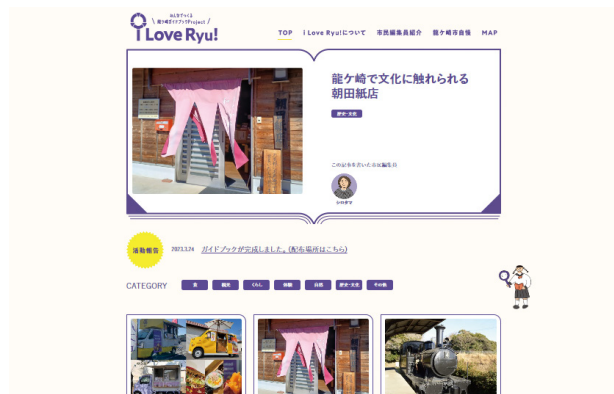 みんなでつくる
龍ヶ崎ガイドブックProject
i Love Ryu!
TOP
i Love Ryu!について
市民編集員紹介
龍ケ崎市自慢
MAP
龍ケ崎で文化に触れられる
朝田紙店
歴史・文化
この記事を書いた市民編集員
シロタマ
活動報告
2023.3.24
ガイドブックが完成しました。(配布場所はこちら)
CATEGORY
食
観光
くらし
体験
自然
歴史・文化
その他